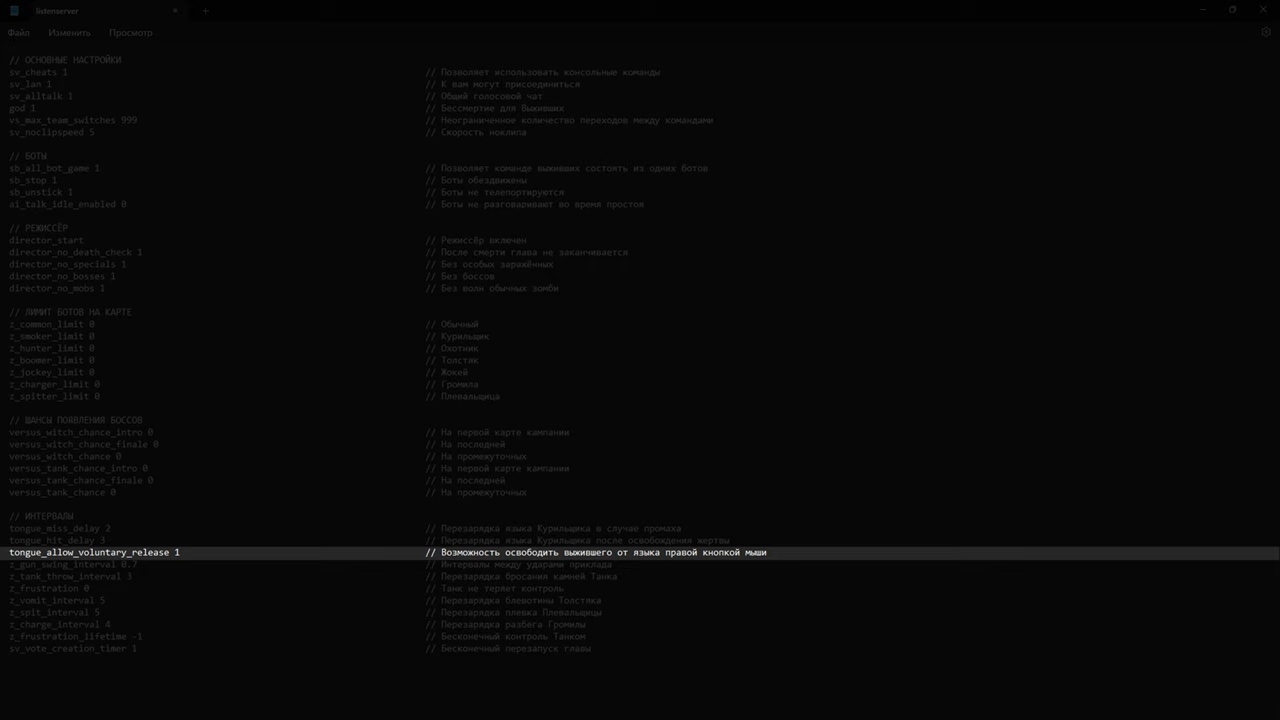 listenserver
Файл Изменить Просмотр
// ОСНОВНЫЕ НАСТРОЙКИ
sv_cheats 1 // Позволяет использовать консольные команды
sv_lan 1 // К вам могут присоединиться
sv_alltalk 1 // Общий голосовой чат
god 1 // Бессмертие для Выживших
vs_max_team_switches 999 // Неограниченное количество переходов между командами
sv_noclipspeed 5 // Скорость ноклипа
// БОТЫ
sb_all_bot_game 1 // Позволяет команде выживших состоять из одних ботов
sb_stop 1 // Боты обездвижены
sb_unstick 1 // Боты не телепортируются
ai_talk_idle_enabled 0 // Боты не разговаривают во время простоя
// РЕЖИССЁР
director_start // Режиссёр включен
director_no_death_check 1 // После смерти глава не заканчивается
director_no_specials 1 // Без особых заражённых
director_no_bosses 1 // Без боссов
director_no_mobs 1 // Без волн обычных зомби
// ЛИМИТ БОТОВ НА КАРТЕ
z_common_limit 0 // Обычный
z_smoker_limit 0 // Курильщик
z_hunter_limit 0 // Охотник
z_boomer_limit 0 // Толстяк
z_jockey_limit 0 // Жокей
z_charger_limit 0 // Громила
z_spitter_limit 0 // Плевальщица
// ШАНСЫ ПОЯВЛЕНИЯ БОССОВ
versus_witch_chance_intro 0 // На первой карте кампании
versus_witch_chance_finale 0 // На последней
versus_witch_chance 0 // На промежуточных
versus_tank_chance_intro 0 // На первой карте кампании
versus_tank_chance_finale 0 // На последней
versus_tank_chance 0 // На промежуточных
// ИНТЕРВАЛЫ
tongue_miss_delay 2 // Перезарядка языка Курильщика в случае промаха
tongue_hit_delay 3 // Перезарядка языка Курильщика после освобождения жертвы
tongue_allow_voluntary_release 1 // Возможность освободить выжившего от языка правой кнопкой мыши
z_gun_swing_interval 0.7 // Интервалы между ударами приклада
z_tank_throw_interval 3 // Перезарядка бросания камней Танка
z_frustration 0 // Танк не теряет контроль
z_vomit_interval 5 // Перезарядка блевотины Толстяка
z_spit_interval 5 // Перезарядка плевка Плевальщицы
z_charge_interval 4 // Перезарядка разбега Громилы
z_frustration_lifetime -1 // Бесконечный контроль Танком
sv_vote_creation_timer 1 // Бесконечный перезапуск главы